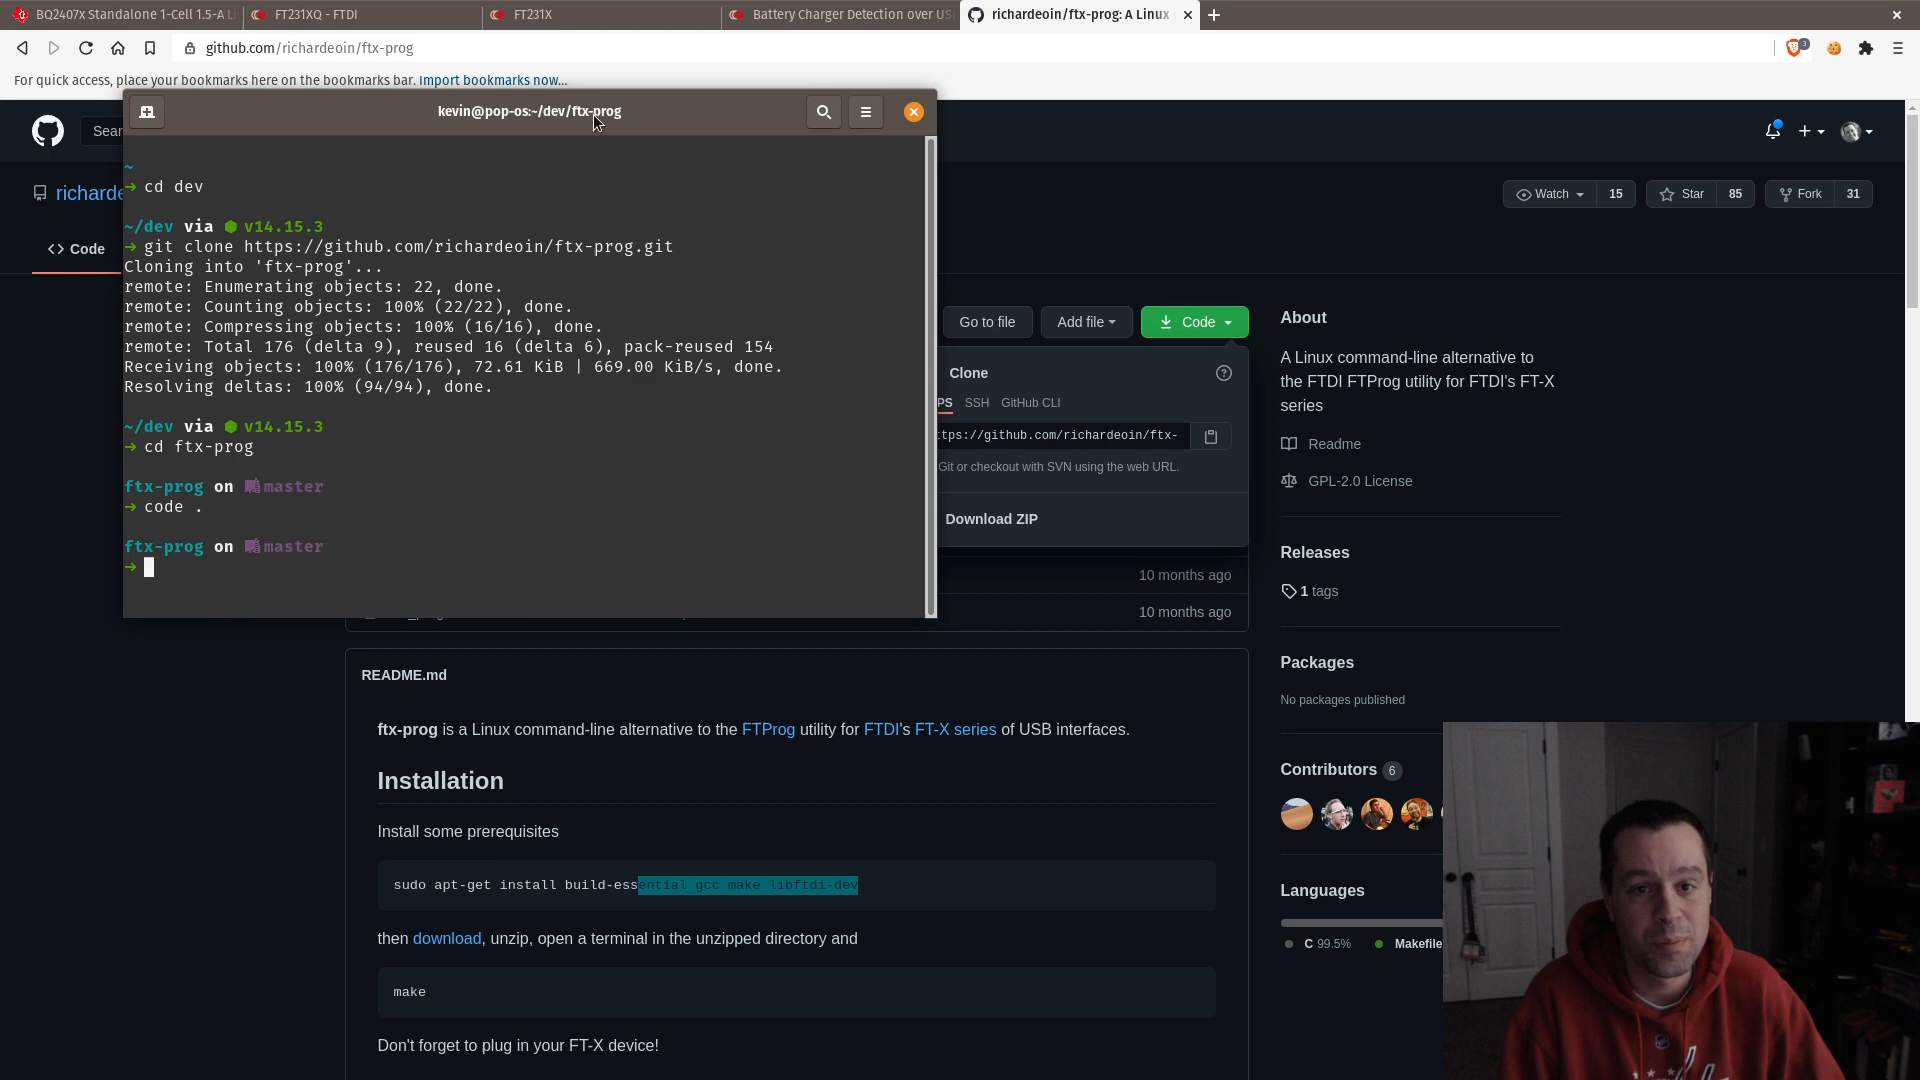 BQ2407x Standalone 1-Cell 1.5-A Li
FT231XQ - FTDI
FT231X
Battery Charger Detection over US
richardeoin/ftx-prog: A Linux
github.com/richardeoin/ftx-prog
3
For quick access, place your bookmarks here on the bookmarks bar. Import bookmarks now...
kevin@pop-os:~/dev/ftx-prog
Sear
~
→ cd dev
~/dev via ⬢ v14.15.3
→ git clone https://github.com/richardeoin/ftx-prog.git
Cloning into 'ftx-prog'...
remote: Enumerating objects: 22, done.
remote: Counting objects: 100% (22/22), done.
remote: Compressing objects: 100% (16/16), done.
remote: Total 176 (delta 9), reused 16 (delta 6), pack-reused 154
Receiving objects: 100% (176/176), 72.61 KiB | 669.00 KiB/s, done.
Resolving deltas: 100% (94/94), done.
~/dev via ⬢ v14.15.3
→ cd ftx-prog
ftx-prog on master
→ code .
ftx-prog on master
→
richarde
Code
Watch 15
Star 85
Fork 31
Go to file
Add file
Code
Clone
PS SSH GitHub CLI
tps://github.com/richardeoin/ftx-
Git or checkout with SVN using the web URL.
Download ZIP
10 months ago
10 months ago
About
A Linux command-line alternative to
the FTDI FTProg utility for FTDI's FT-X
series
Readme
GPL-2.0 License
Releases
1 tags
Packages
No packages published
Contributors 6
Languages
C 99.5% Makefile
README.md
ftx-prog is a Linux command-line alternative to the FTProg utility for FTDI's FT-X series of USB interfaces.
Installation
Install some prerequisites
sudo apt-get install build-essential gcc make libftdi-dev
then download, unzip, open a terminal in the unzipped directory and
make
Don't forget to plug in your FT-X device!